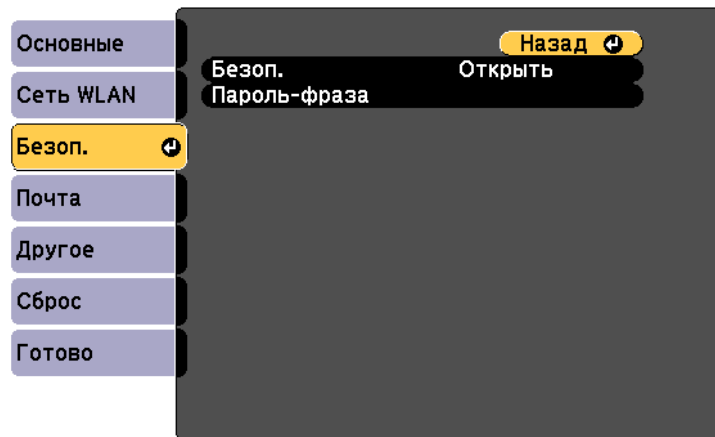 Основные
Сеть WLAN
Безоп.
Почта
Другое
Сброс
Готово
Назад
Безоп. Открыть
Пароль-фраза